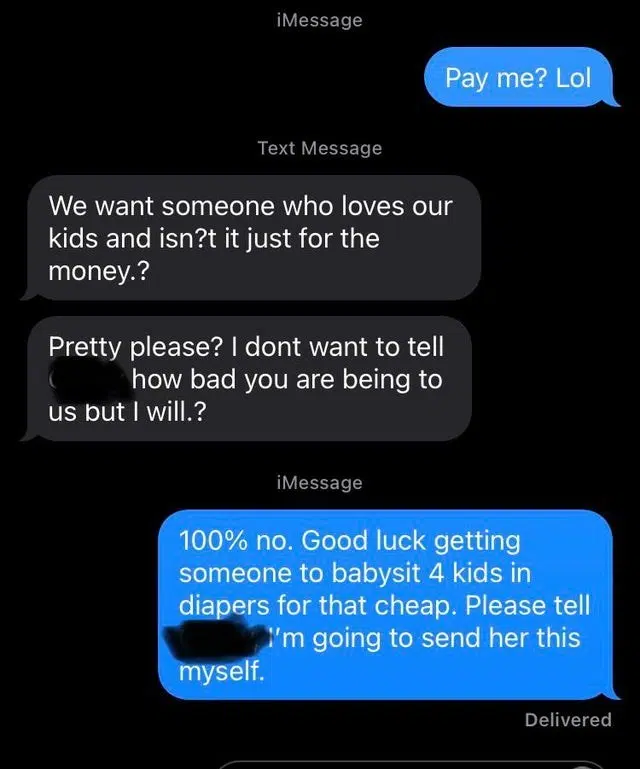 iMessage
Pay me? Lol
Text Message
We want someone who loves our
kids and isn?t it just for the
money.?
Pretty please? I dont want to tell
how bad you are being to
us but I will.?
iMessage
100% no. Good luck getting
someone to babysit 4 kids in
diapers for that cheap. Please tell
I'm going to send her this
myself.
Delivered